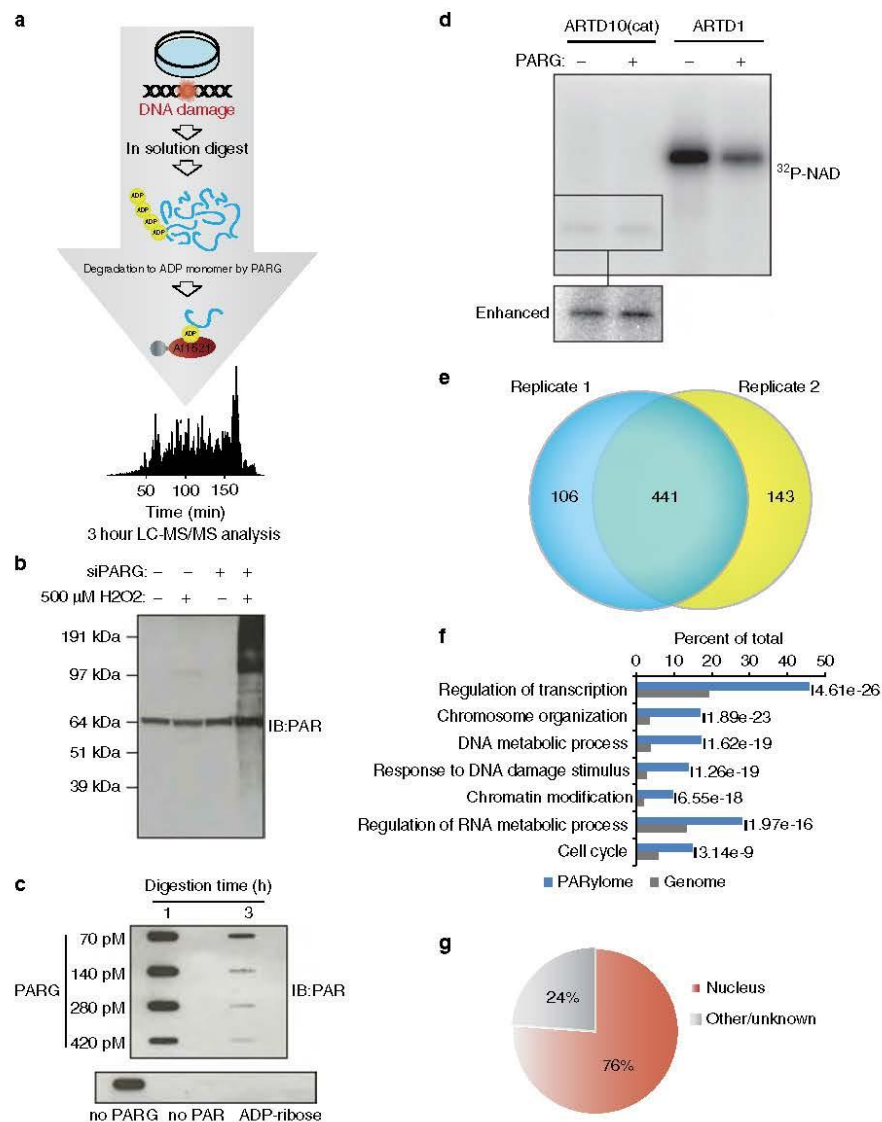 a
DNA damage
In solution digest
ADP
ADP
ADP
ADP
Degradation to ADP monomer by PARG
ADP
Af1521
50 100 150
Time (min)
3 hour LC-MS/MS analysis
b
siPARG: – – + +
500 µM H2O2: – + – +
191 kDa
97 kDa
64 kDa
51 kDa
39 kDa
IB:PAR
c
Digestion time (h)
1 3
PARG
70 pM
140 pM
280 pM
420 pM
IB:PAR
no PARG no PAR ADP-ribose
d
ARTD10(cat) ARTD1
PARG: – + – +
32P-NAD
Enhanced
e
Replicate 1 Replicate 2
106 441 143
f
Percent of total
0 10 20 30 40 50
Regulation of transcription 4.61e-26
Chromosome organization 1.89e-23
DNA metabolic process 1.62e-19
Response to DNA damage stimulus 1.26e-19
Chromatin modification 6.55e-18
Regulation of RNA metabolic process 1.97e-16
Cell cycle 3.14e-9
PARylome Genome
g
24%
76%
Nucleus
Other/unknown